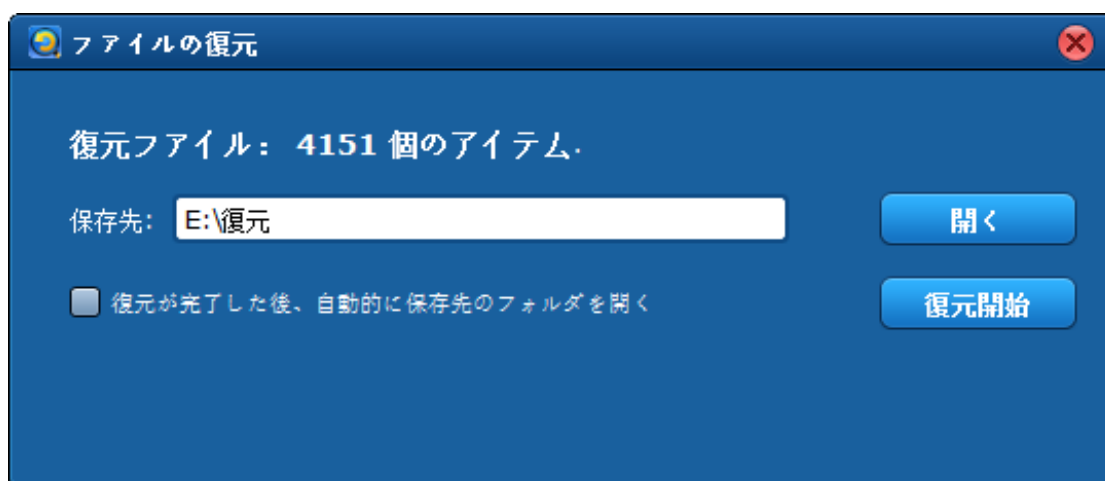 ファイルの復元
復元ファイル: 4151 個のアイテム.
保存先: E:\復元
開く
復元が完了した後、自動的に保存先のフォルダを開く
復元開始